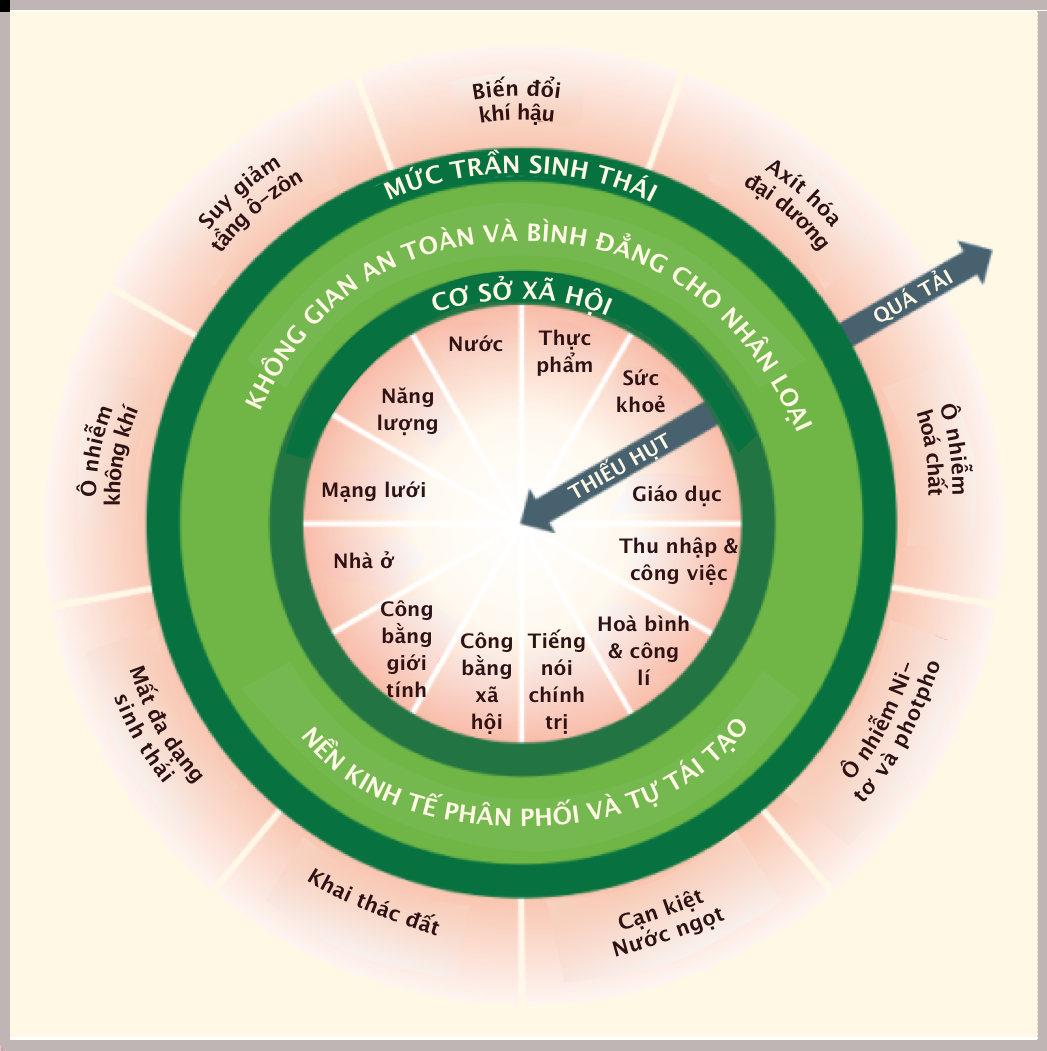 Biến đổi
khí hậu
Axít hóa
đại dương
QUÁ TẢI
Ô nhiễm
hoá chất
Ô nhiễm Ni-
tơ và photpho
Cạn kiệt
Nước ngọt
Khai thác đất
Mất đa dạng
sinh thái
Ô nhiễm
không khí
Suy giảm
tầng ô-zôn
MỨC TRẦN SINH THÁI
KHÔNG GIAN AN TOÀN VÀ BÌNH ĐẲNG CHO NHÂN LOẠI
CƠ SỞ XÃ HỘI
Nước
Thực
phẩm
Sức
khoẻ
THIẾU HỤT
Giáo dục
Thu nhập &
công việc
Hoà bình
& công
lí
Tiếng
nói
chính
trị
Công
bằng
xã
hội
Công
bằng
giới
tính
Nhà ở
Mạng lưới
Năng
lượng
NỀN KINH TẾ PHÂN PHỐI VÀ TỰ TÁI TẠO